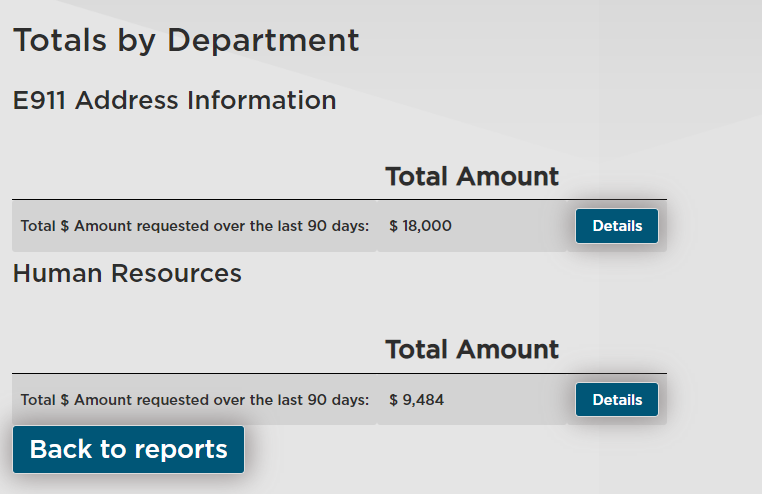 Totals by Department
E911 Address Information
Total Amount
Total $ Amount requested over the last 90 days: $ 18,000 Details
Human Resources
Total Amount
Total $ Amount requested over the last 90 days: $ 9,484 Details
Back to reports